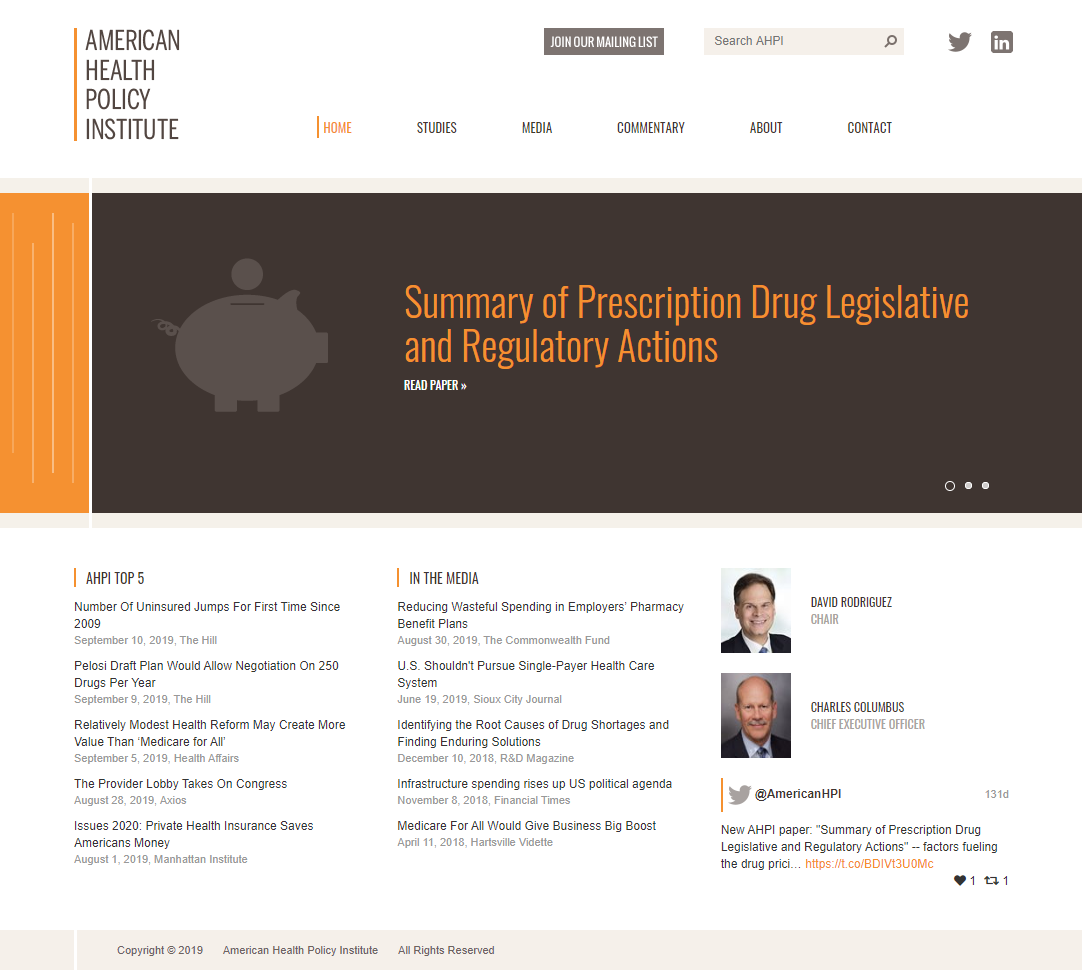 AMERICAN
HEALTH
POLICY
INSTITUTE
JOIN OUR MAILING LIST
Search AHPI
HOME
STUDIES
MEDIA
COMMENTARY
ABOUT
CONTACT
Summary of Prescription Drug Legislative
and Regulatory Actions
READ PAPER »
AHPI TOP 5
Number Of Uninsured Jumps For First Time Since
2009
September 10, 2019, The Hill
Pelosi Draft Plan Would Allow Negotiation On 250
Drugs Per Year
September 9, 2019, The Hill
Relatively Modest Health Reform May Create More
Value Than ‘Medicare for All’
September 5, 2019, Health Affairs
The Provider Lobby Takes On Congress
August 28, 2019, Axios
Issues 2020: Private Health Insurance Saves
Americans Money
August 1, 2019, Manhattan Institute
IN THE MEDIA
Reducing Wasteful Spending in Employers’ Pharmacy
Benefit Plans
August 30, 2019, The Commonwealth Fund
U.S. Shouldn't Pursue Single-Payer Health Care
System
June 19, 2019, Sioux City Journal
Identifying the Root Causes of Drug Shortages and
Finding Enduring Solutions
December 10, 2018, R&D Magazine
Infrastructure spending rises up US political agenda
November 8, 2018, Financial Times
Medicare For All Would Give Business Big Boost
April 11, 2018, Hartsville Vidette
DAVID RODRIGUEZ
CHAIR
CHARLES COLUMBUS
CHIEF EXECUTIVE OFFICER
@AmericanHPI 131d
New AHPI paper: "Summary of Prescription Drug
Legislative and Regulatory Actions" -- factors fueling
the drug prici… https://t.co/BDIVt3U0Mc
1 1
Copyright © 2019 American Health Policy Institute All Rights Reserved